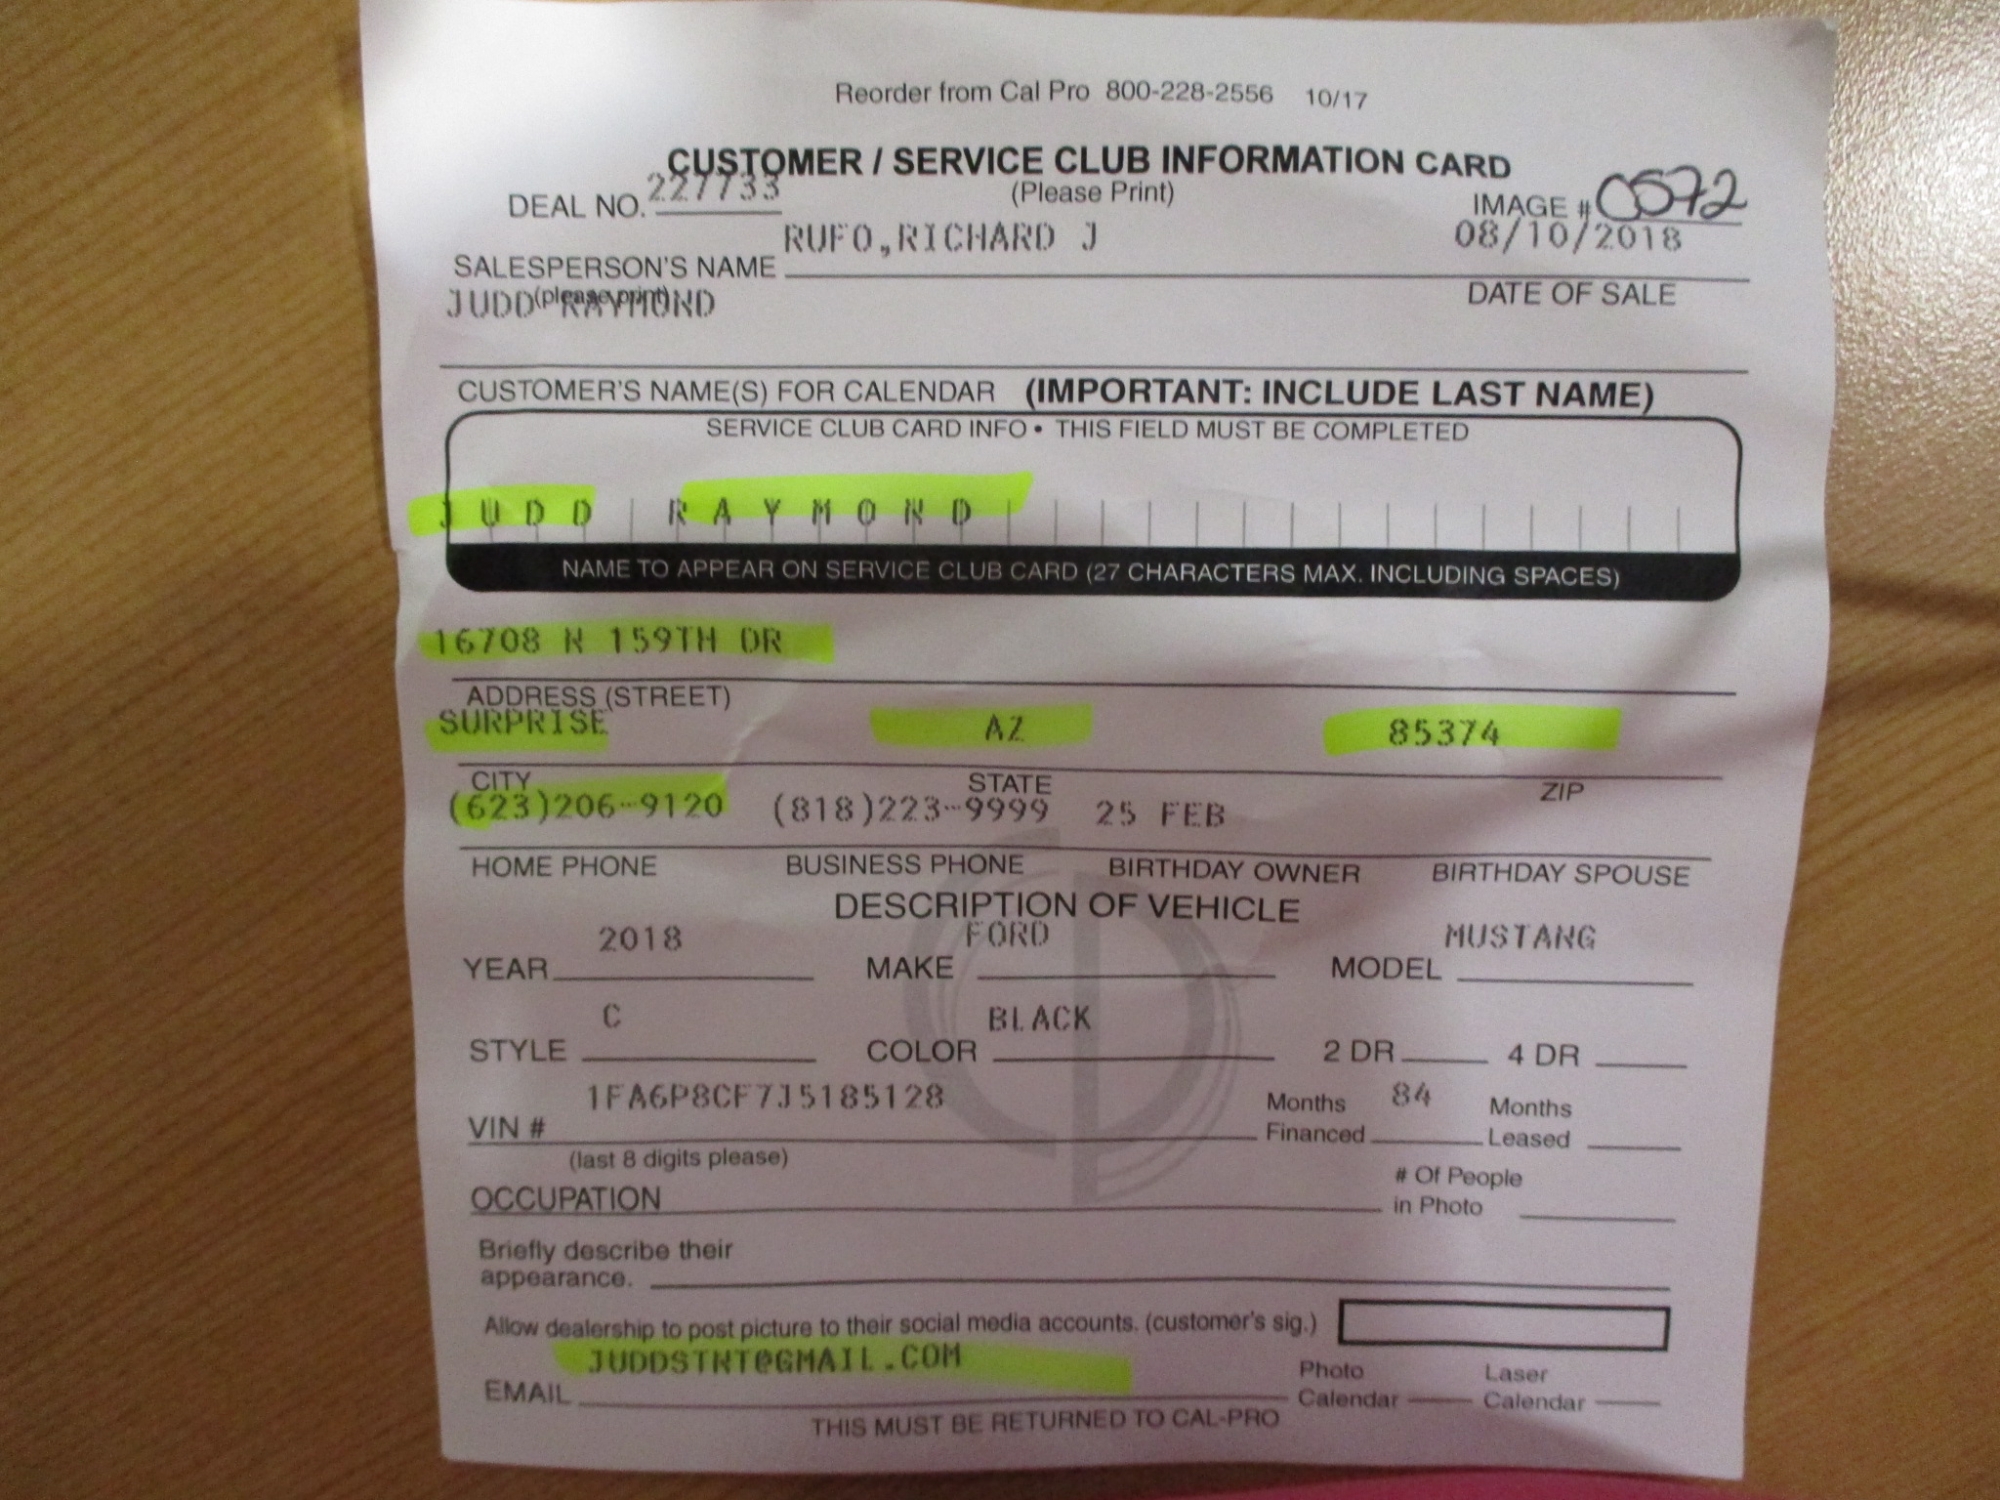 Reorder from Cal Pro 800-228-2556 10/17
CUSTOMER / SERVICE CLUB INFORMATION CARD
(Please Print)
DEAL NO. 227733
IMAGE # 0572
RUFO,RICHARD J
08/10/2018
SALESPERSON'S NAME
(please print)
DATE OF SALE
JUDD RAYMOND
CUSTOMER'S NAME(S) FOR CALENDAR (IMPORTANT: INCLUDE LAST NAME)
SERVICE CLUB CARD INFO • THIS FIELD MUST BE COMPLETED
JUDD RAYMOND
NAME TO APPEAR ON SERVICE CLUB CARD (27 CHARACTERS MAX. INCLUDING SPACES)
16708 N 159TH DR
ADDRESS (STREET)
SURPRISE AZ 85374
CITY STATE ZIP
(623)206-9120 (818)223-9999 25 FEB
HOME PHONE BUSINESS PHONE BIRTHDAY OWNER BIRTHDAY SPOUSE
DESCRIPTION OF VEHICLE
2018 FORD MUSTANG
YEAR MAKE MODEL
C BLACK
STYLE COLOR 2 DR 4 DR
1FA6P8CF7J5185128
VIN #
(last 8 digits please)
Months Financed 84
Months Leased
OCCUPATION
# Of People in Photo
Briefly describe their
appearance.
Allow dealership to post picture to their social media accounts. (customer's sig.)
JUDDSTNT@GMAIL.COM
EMAIL
Photo Calendar
Laser Calendar
THIS MUST BE RETURNED TO CAL-PRO